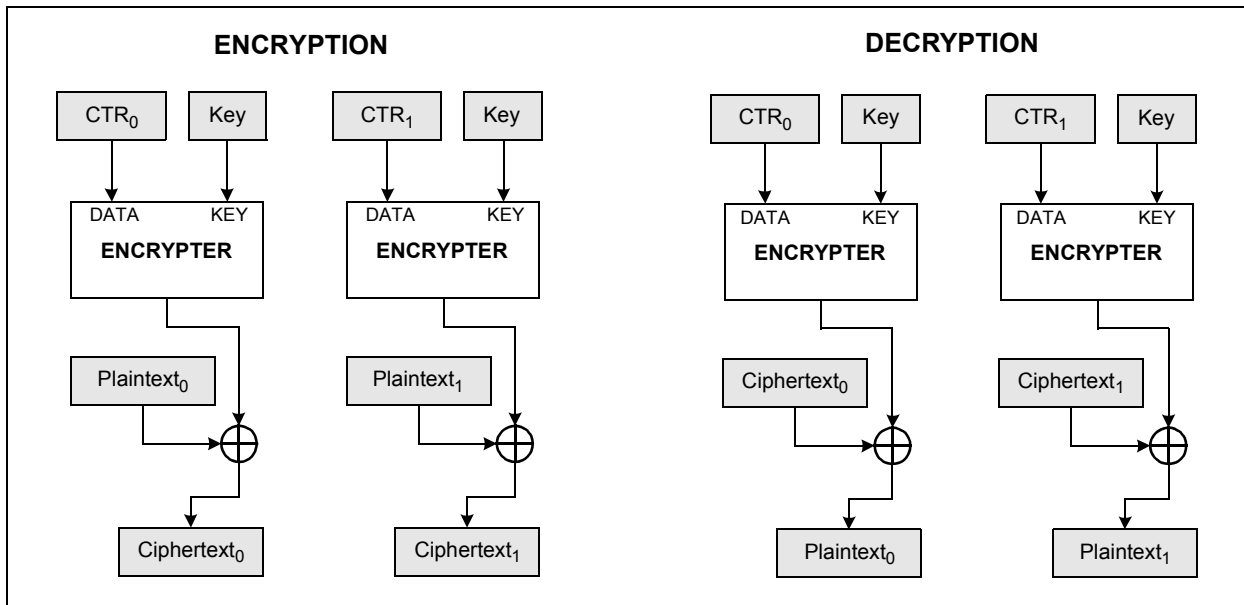 ENCRYPTION
CTR₀ Key CTR₁ Key
DATA KEY DATA KEY
ENCRYPTER ENCRYPTER
Plaintext₀ Plaintext₁
Ciphertext₀ Ciphertext₁
DECRYPTION
CTR₀ Key CTR₁ Key
DATA KEY DATA KEY
ENCRYPTER ENCRYPTER
Ciphertext₀ Ciphertext₁
Plaintext₀ Plaintext₁